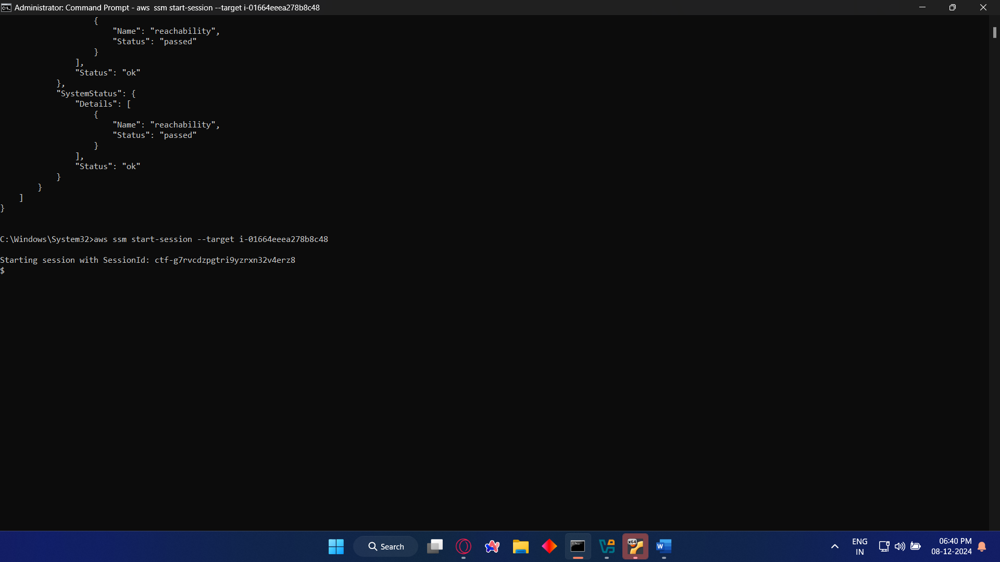 Administrator: Command Prompt - aws  ssm start-session --target i-01664eeea278b8c48
{
"Name": "reachability",
"Status": "passed"
}
],
"Status": "ok"
},
"SystemStatus": {
"Details": [
{
"Name": "reachability",
"Status": "passed"
}
],
"Status": "ok"
}
}
]
}
C:\Windows\System32>aws ssm start-session --target i-01664eeea278b8c48
Starting session with SessionId: ctf-g7rvcdzpgtri9yzrxn32v4erz8
$
Search
x64
W
ENG
IN
06:40 PM
08-12-2024